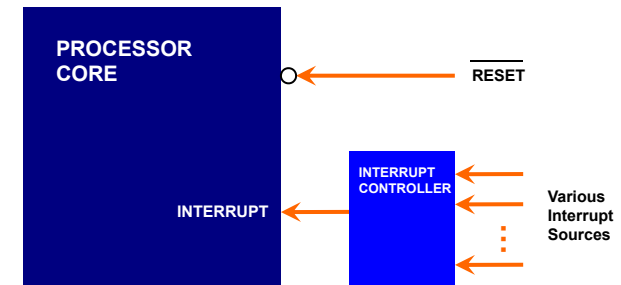 PROCESSOR
CORE
RESET
INTERRUPT
CONTROLLER
INTERRUPT
Various
Interrupt
Sources